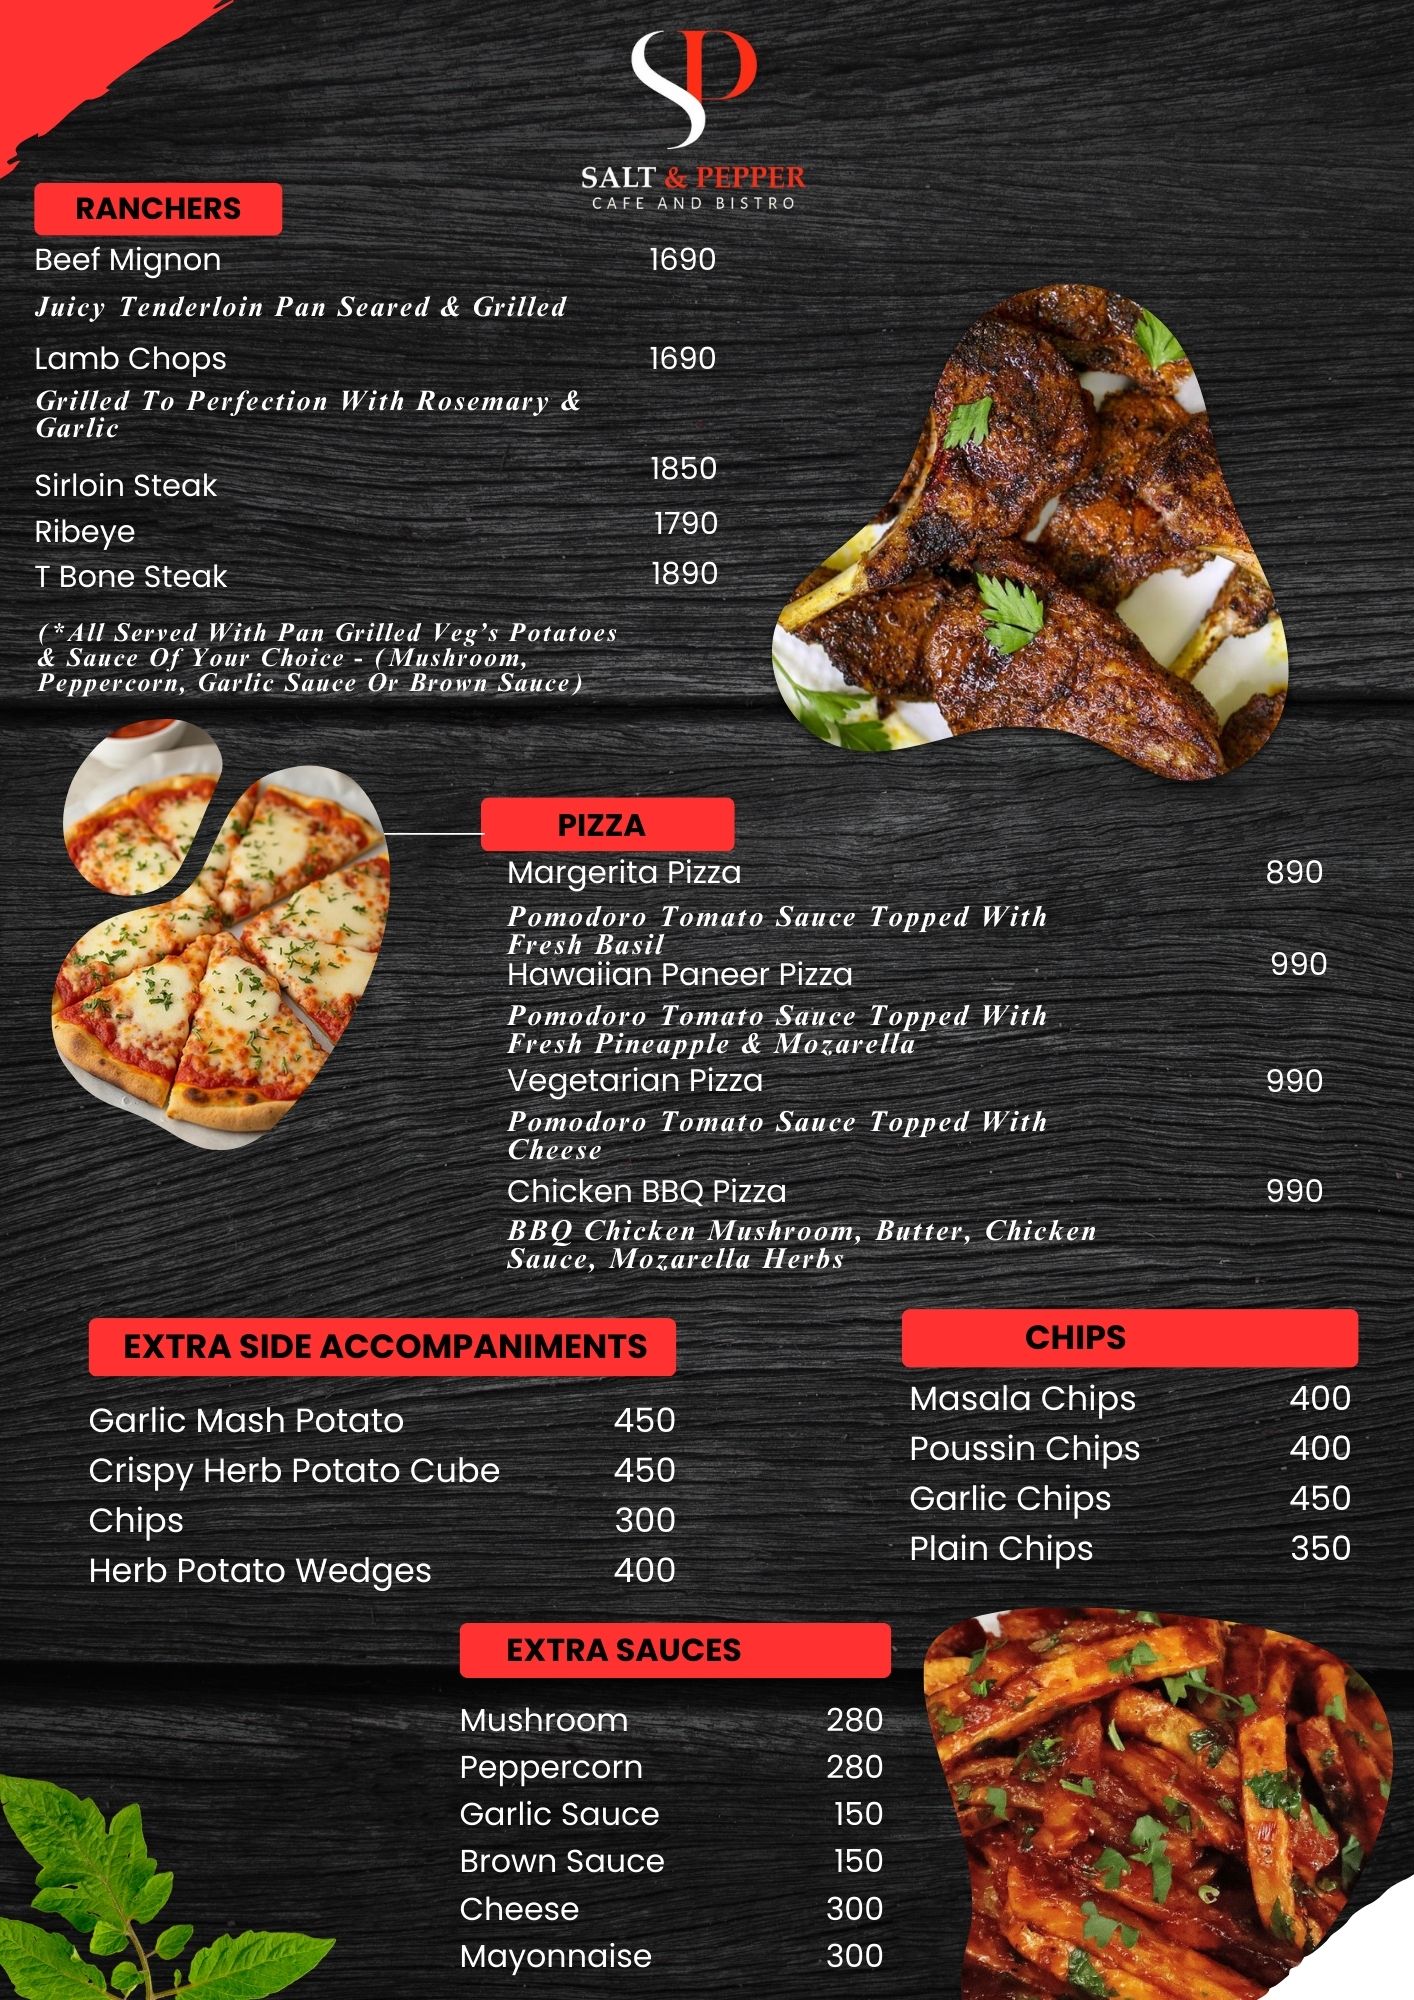 SP
SALT & PEPPER
CAFE AND BISTRO
RANCHERS
Beef Mignon 1690
Juicy Tenderloin Pan Seared & Grilled
Lamb Chops 1690
Grilled To Perfection With Rosemary &
Garlic
Sirloin Steak 1850
Ribeye 1790
T Bone Steak 1890
(*All Served With Pan Grilled Veg's Potatoes
& Sauce Of Your Choice - (Mushroom,
Peppercorn, Garlic Sauce Or Brown Sauce)
PIZZA
Margerita Pizza 890
Pomodoro Tomato Sauce Topped With
Fresh Basil
Hawaiian Paneer Pizza 990
Pomodoro Tomato Sauce Topped With
Fresh Pineapple & Mozarella
Vegetarian Pizza 990
Pomodoro Tomato Sauce Topped With
Cheese
Chicken BBQ Pizza 990
BBQ Chicken Mushroom, Butter, Chicken
Sauce, Mozarella Herbs
EXTRA SIDE ACCOMPANIMENTS
Garlic Mash Potato 450
Crispy Herb Potato Cube 450
Chips 300
Herb Potato Wedges 400
CHIPS
Masala Chips 400
Poussin Chips 400
Garlic Chips 450
Plain Chips 350
EXTRA SAUCES
Mushroom 280
Peppercorn 280
Garlic Sauce 150
Brown Sauce 150
Cheese 300
Mayonnaise 300